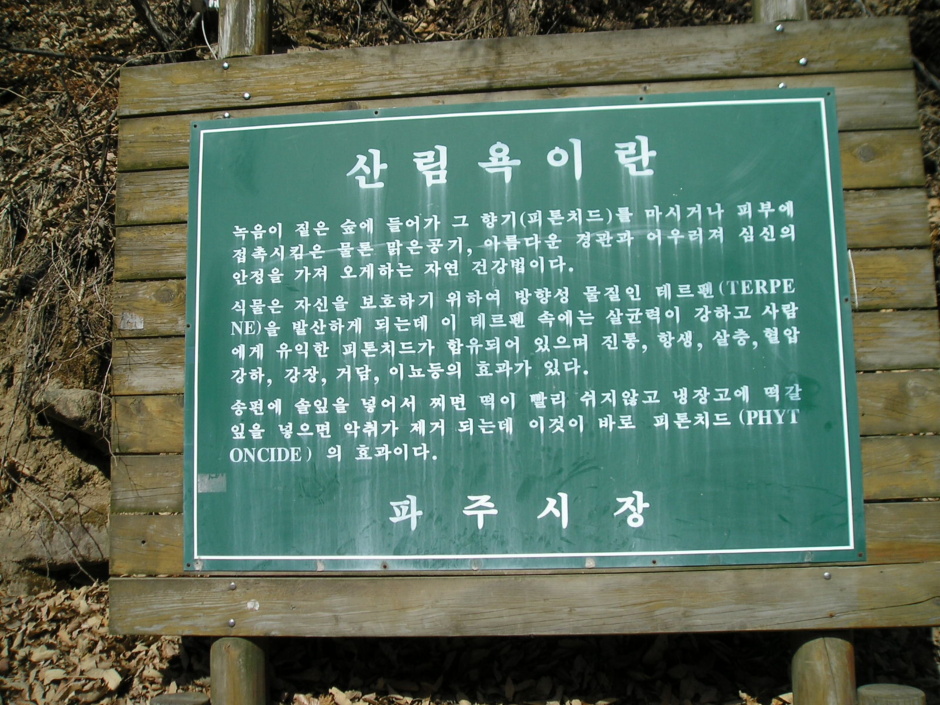 산림욕이란
녹음이 짙은 숲에 들어가 그 향기(피톤치드)를 마시거나 피부에
접촉시킴은 물론 맑은공기, 아름다운 경관과 어우러져 심신의
안정을 가져 오게하는 자연 건강법이다.
식물은 자신을 보호하기 위하여 방향성 물질인 테르펜(TERPE
NE)을 발산하게 되는데 이 테르펜 속에는 살균력이 강하고 사람
에게 유익한 피톤치드가 함유되어 있으며 진통, 항생, 살충, 혈압
강하, 강장, 거담, 이뇨등의 효과가 있다.
송편에 솔잎을 넣어서 찌면 떡이 빨리 쉬지않고 냉장고에 떡갈
잎을 넣으면 악취가 제거 되는데 이것이 바로 피톤치드(PHYT
ONCIDE) 의 효과이다.
파주시장